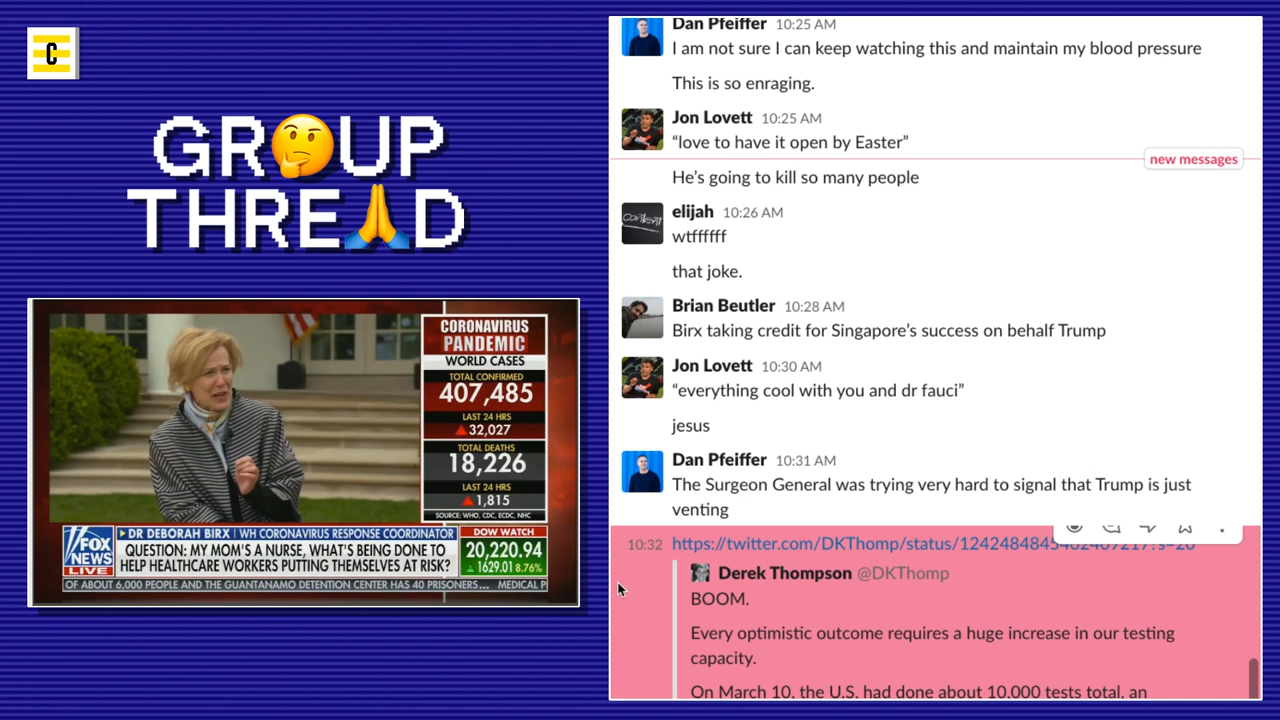 C
GR🤔UP
THRE🙏D
CORONAVIRUS
PANDEMIC
WORLD CASES
TOTAL CONFIRMED
407,485
LAST 24 HRS
▲32,027
TOTAL DEATHS
18,226
LAST 24 HRS
▲1,815
SOURCE: WHO, CDC, ECDC, NHC
FOX
NEWS
LIVE
DR DEBORAH BIRX | WH CORONAVIRUS RESPONSE COORDINATOR
QUESTION: MY MOM'S A NURSE, WHAT'S BEING DONE TO
HELP HEALTHCARE WORKERS PUTTING THEMSELVES AT RISK?
DOW WATCH
20,220.94
▲ 1629.01 8.76%
OF ABOUT 6,000 PEOPLE AND THE GUANTANAMO DETENTION CENTER HAS 40 PRISONERS... MEDICAL P
Dan Pfeiffer 10:25 AM
I am not sure I can keep watching this and maintain my blood pressure
This is so enraging.
Jon Lovett 10:25 AM
“love to have it open by Easter”
new messages
He’s going to kill so many people
elijah 10:26 AM
wtffffff
that joke.
Brian Beutler 10:28 AM
Birx taking credit for Singapore’s success on behalf Trump
Jon Lovett 10:30 AM
“everything cool with you and dr fauci”
jesus
Dan Pfeiffer 10:31 AM
The Surgeon General was trying very hard to signal that Trump is just
venting
10:32
Derek Thompson @DKThomp
BOOM.
Every optimistic outcome requires a huge increase in our testing
capacity.
On March 10, the U.S. had done about 10,000 tests total, an